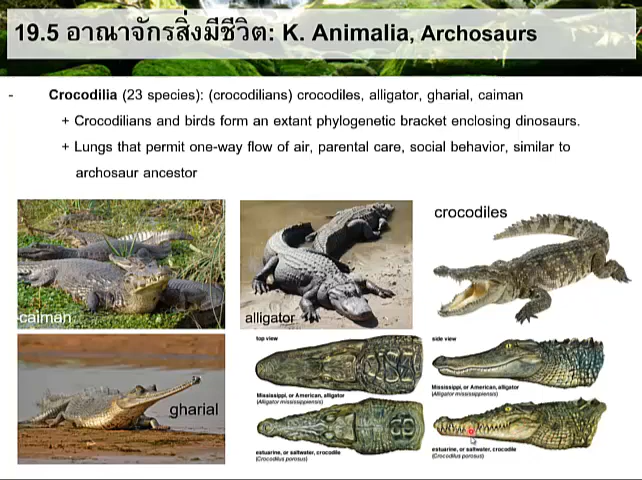 19.5 อาณาจักรสิ่งมีชีวิต: K. Animalia, Archosaurs
- Crocodilia (23 species): (crocodilians) crocodiles, alligator, gharial, caiman
+ Crocodilians and birds form an extant phylogenetic bracket enclosing dinosaurs.
+ Lungs that permit one-way flow of air, parental care, social behavior, similar to
archosaur ancestor
caiman
alligator
crocodiles
gharial
top view
Mississippi, or American, alligator
(Alligator mississippiensis)
estuarine, or saltwater, crocodile
(Crocodilus porosus)
side view
Mississippi, or American, alligator
(Alligator mississippiensis)
estuarine, or saltwater, crocodile
(Crocodilus porosus)